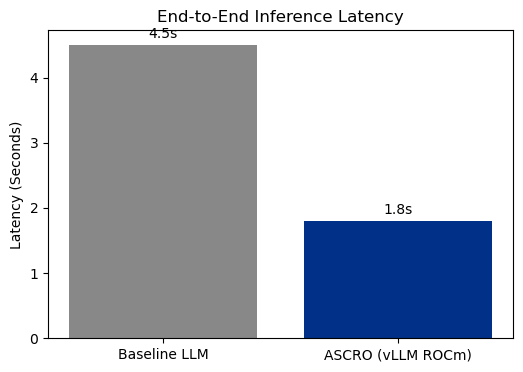 End-to-End Inference Latency
4.5s
1.8s
Latency (Seconds)
4
3
2
1
0
Baseline LLM
ASCRO (vLLM ROCm)